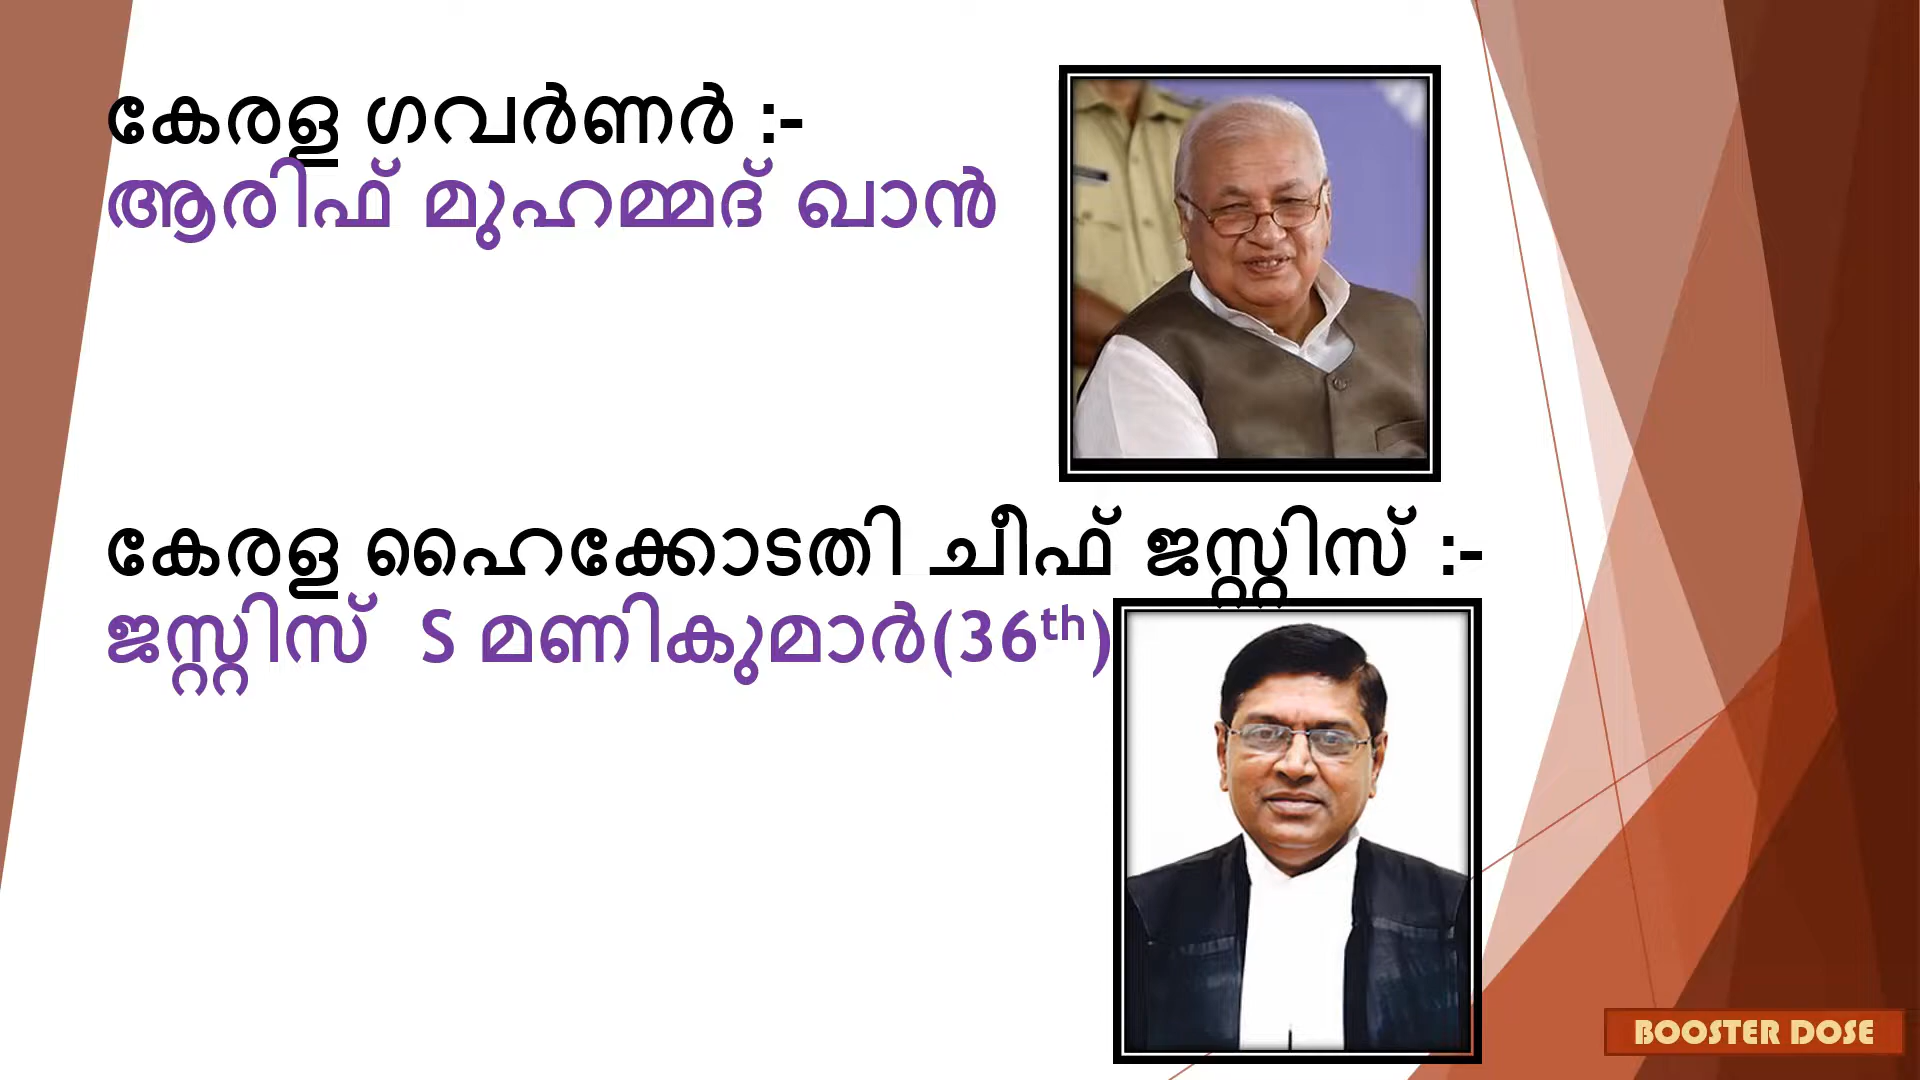 കേരള ഗവർണർ :-
ആരിഫ് മുഹമ്മദ് ഖാൻ
കേരള ഹൈക്കോടതി ചീഫ് ജസ്റ്റിസ് :-
ജസ്റ്റിസ് S മണികുമാർ(36th)
BOOSTER DOSE